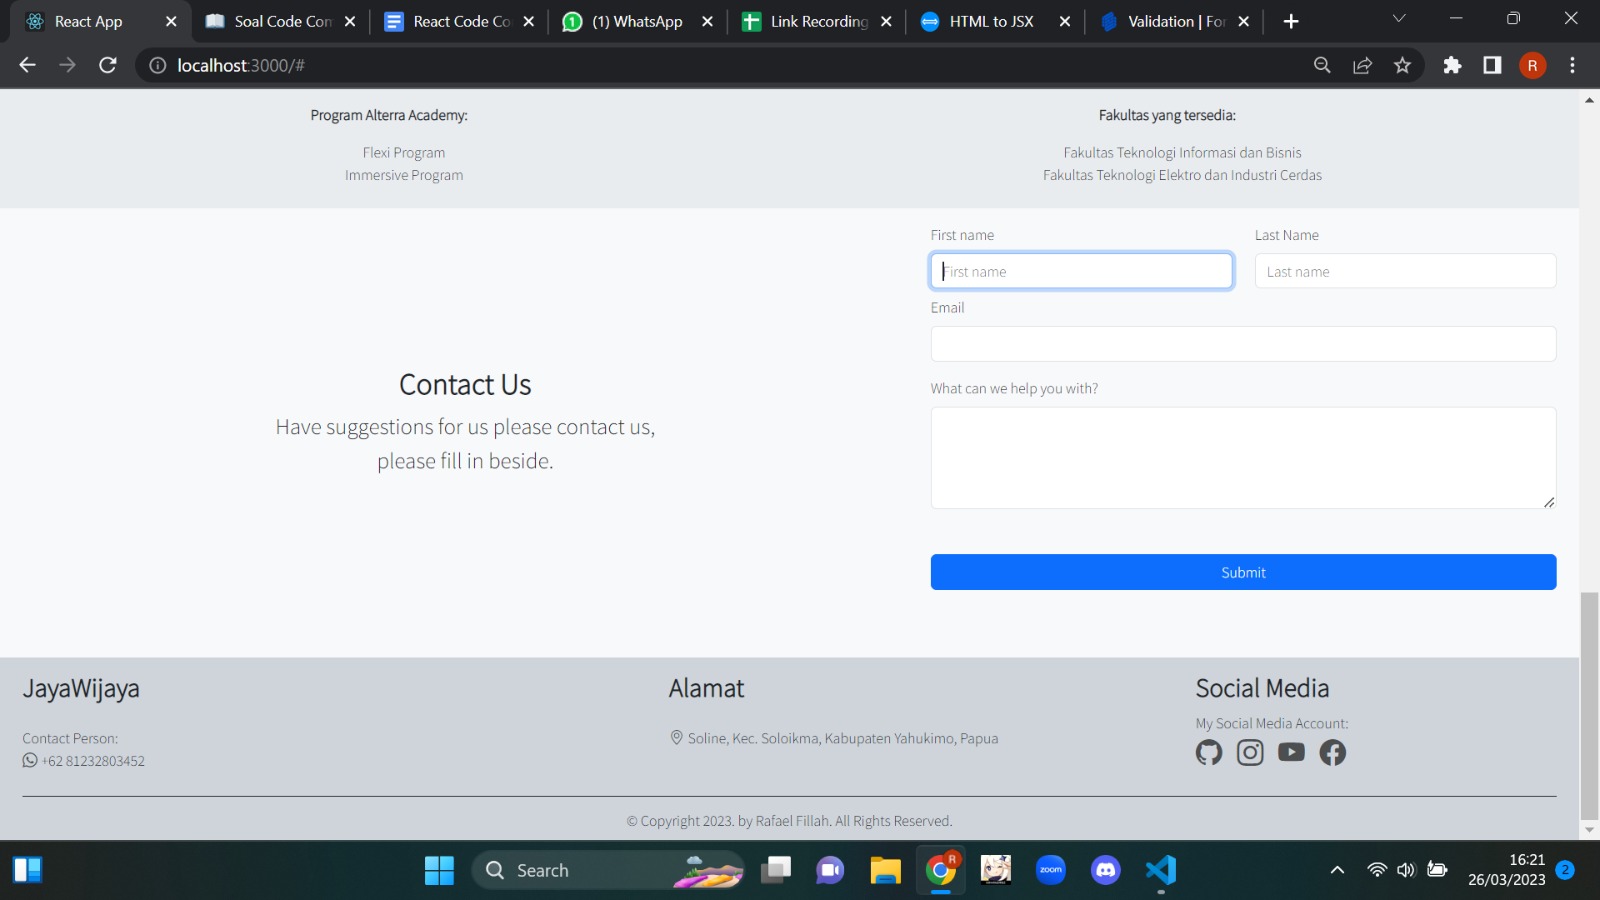 React App
Soal Code Com
React Code Co
(1) WhatsApp
Link Recording
HTML to JSX
Validation | For
localhost:3000/#
R
Program Alterra Academy:
Flexi Program
Immersive Program
Fakultas yang tersedia:
Fakultas Teknologi Informasi dan Bisnis
Fakultas Teknologi Elektro dan Industri Cerdas
Contact Us
Have suggestions for us please contact us,
please fill in beside.
First name
Last Name
First name
Last name
Email
What can we help you with?
Submit
JayaWijaya
Contact Person:
+62 81232803452
Alamat
Soline, Kec. Soloikma, Kabupaten Yahukimo, Papua
Social Media
My Social Media Account:
© Copyright 2023. by Rafael Fillah. All Rights Reserved.
Search
R
zoom
16:21
26/03/2023
2